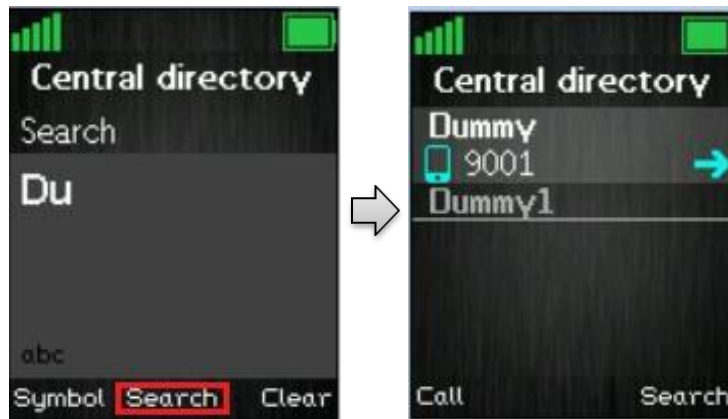 Central directory
Search
Du
abc
Symbol Search Clear
Central directory
Dummy
9001
Dummy1
Call Search